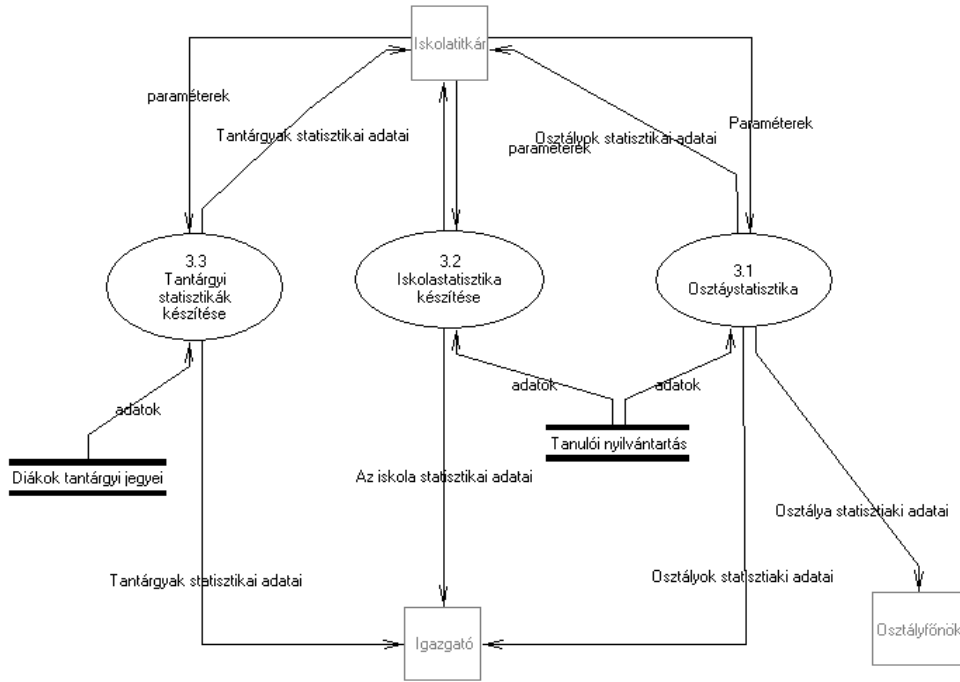 Iskolatitkár
paraméterek
Tantárgyak statisztikai adatai
Osztályok statisztikai adatai
paraméterek
Paraméterek
3.3
Tantárgyi
statisztikák
készítése
3.2
Iskolastatisztika
készítése
3.1
Osztáystatisztika
adatok
adatok
adatok
Diákok tantárgyi jegyei
Tanulói nyilvántartás
Az iskola statisztikai adatai
Osztálya statisztiaki adatai
Tantárgyak statisztikai adatai
Osztályok statisztiaki adatai
Igazgató
Osztályfőnök